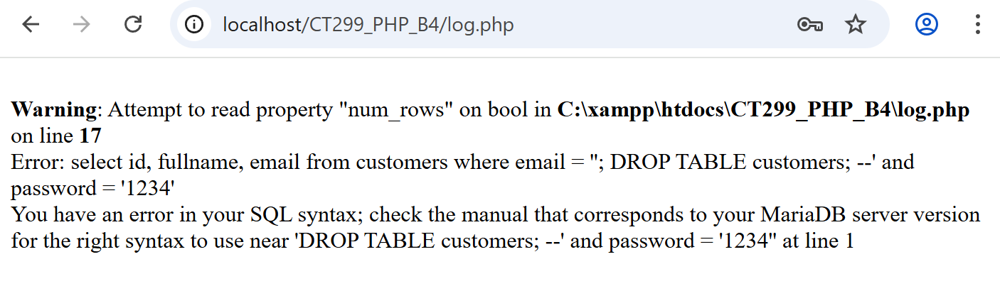 localhost/CT299_PHP_B4/log.php
Warning: Attempt to read property "num_rows" on bool in C:\xampp\htdocs\CT299_PHP_B4\log.php
on line 17
Error: select id, fullname, email from customers where email = ''; DROP TABLE customers; --' and
password = '1234'
You have an error in your SQL syntax; check the manual that corresponds to your MariaDB server version
for the right syntax to use near 'DROP TABLE customers; --' and password = '1234'' at line 1